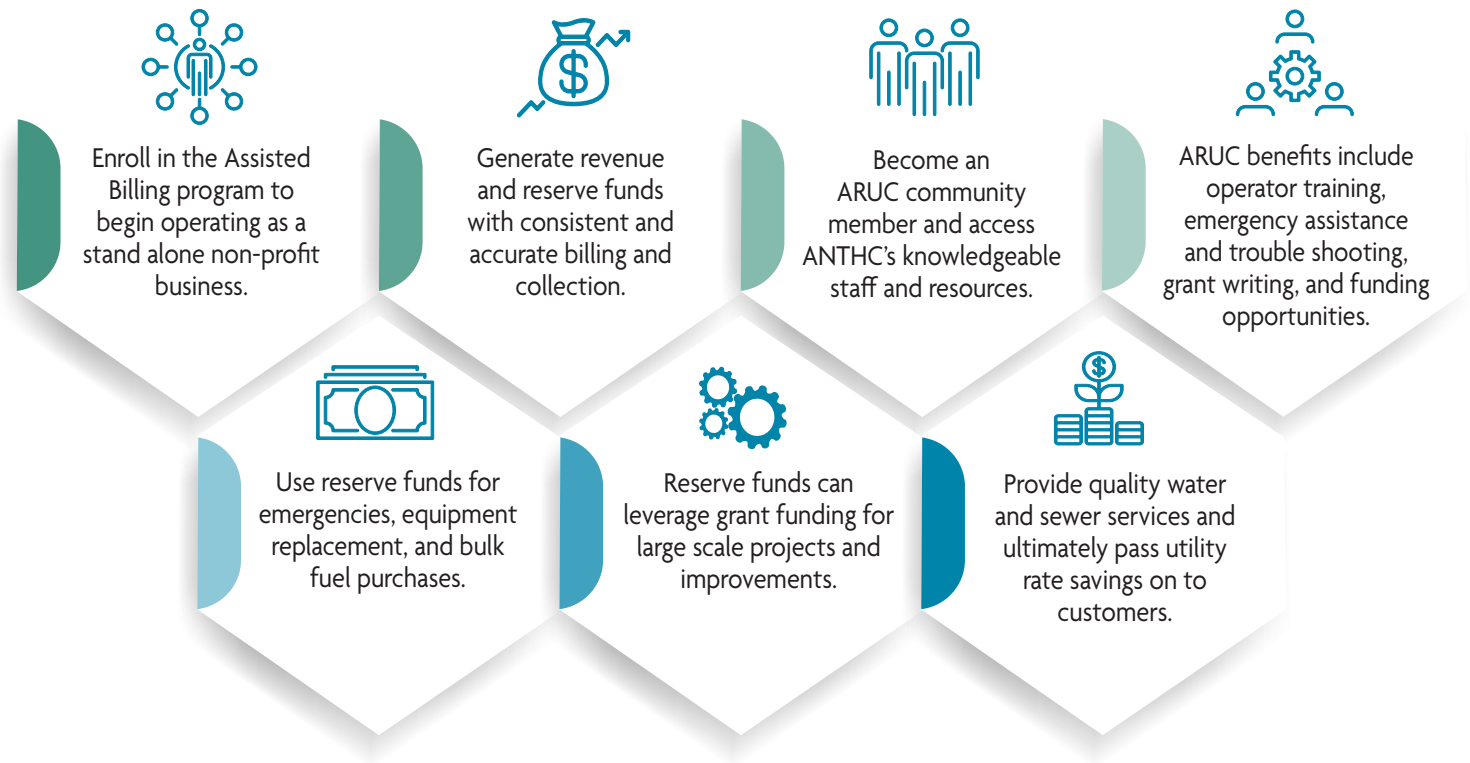 Enroll in the Assisted
Billing program to
begin operating as a
stand alone non-profit
business.
Generate revenue
and reserve funds
with consistent and
accurate billing and
collection.
Become an
ARUC community
member and access
ANTHC’s knowledgeable
staff and resources.
ARUC benefits include
operator training,
emergency assistance
and trouble shooting,
grant writing, and funding
opportunities.
Use reserve funds for
emergencies, equipment
replacement, and bulk
fuel purchases.
Reserve funds can
leverage grant funding for
large scale projects and
improvements.
Provide quality water
and sewer services and
ultimately pass utility
rate savings on to
customers.